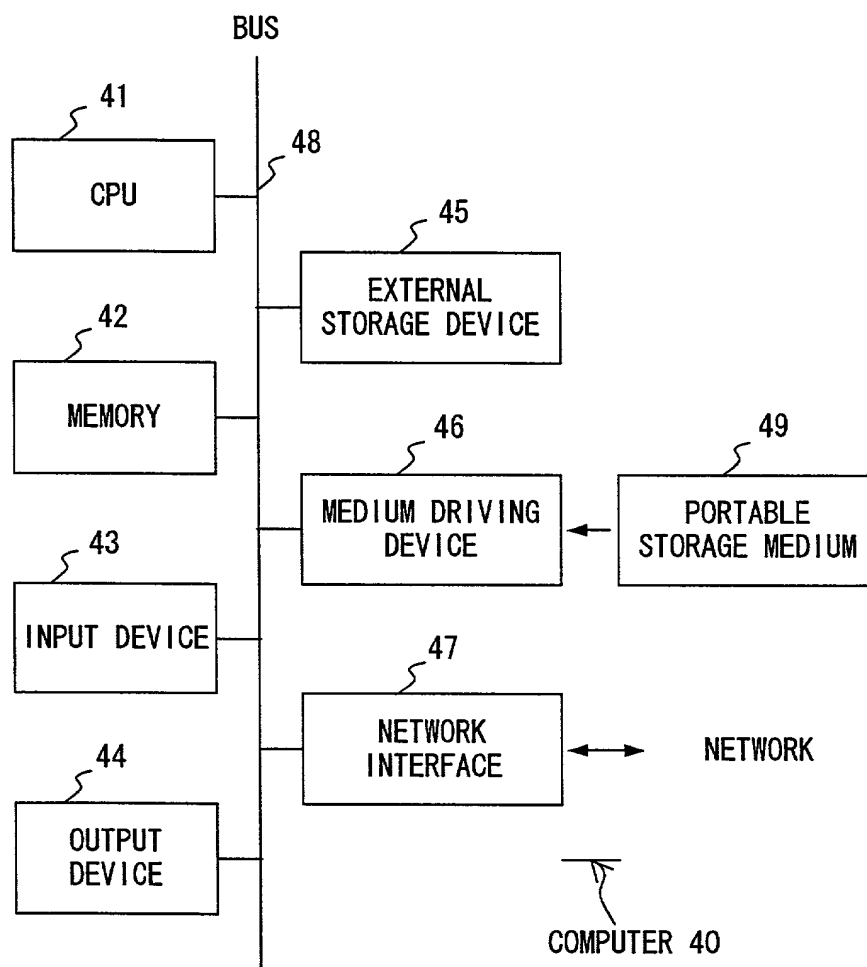 BUS
41
CPU
48
45
EXTERNAL
STORAGE DEVICE
42
MEMORY
46
MEDIUM DRIVING
DEVICE
49
PORTABLE
STORAGE MEDIUM
43
INPUT DEVICE
47
NETWORK
INTERFACE
NETWORK
44
OUTPUT
DEVICE
COMPUTER 40